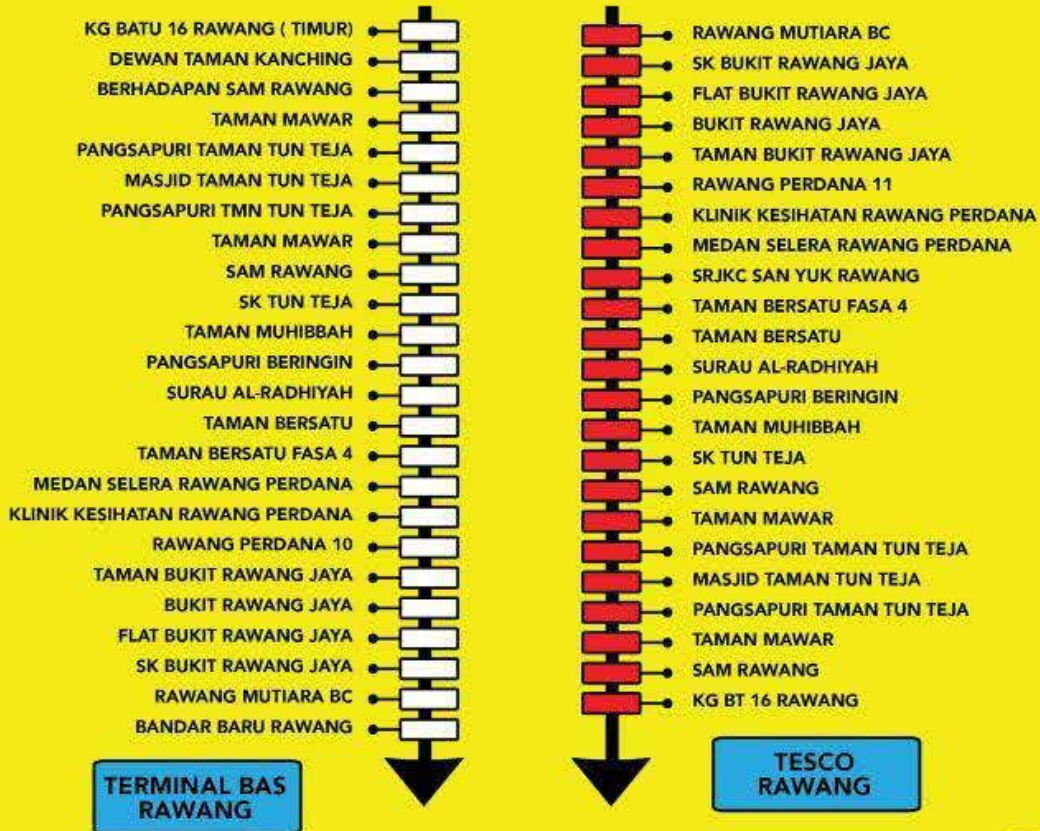 KG BATU 16 RAWANG ( TIMUR)
DEWAN TAMAN KANCHING
BERHADAPAN SAM RAWANG
TAMAN MAWAR
PANGSAPURI TAMAN TUN TEJA
MASJID TAMAN TUN TEJA
PANGSAPURI TMN TUN TEJA
TAMAN MAWAR
SAM RAWANG
SK TUN TEJA
TAMAN MUHIBBAH
PANGSAPURI BERINGIN
SURAU AL-RADHIYAH
TAMAN BERSATU
TAMAN BERSATU FASA 4
MEDAN SELERA RAWANG PERDANA
KLINIK KESIHATAN RAWANG PERDANA
RAWANG PERDANA 10
TAMAN BUKIT RAWANG JAYA
BUKIT RAWANG JAYA
FLAT BUKIT RAWANG JAYA
SK BUKIT RAWANG JAYA
RAWANG MUTIARA BC
BANDAR BARU RAWANG
TERMINAL BAS
RAWANG
RAWANG MUTIARA BC
SK BUKIT RAWANG JAYA
FLAT BUKIT RAWANG JAYA
BUKIT RAWANG JAYA
TAMAN BUKIT RAWANG JAYA
RAWANG PERDANA 11
KLINIK KESIHATAN RAWANG PERDANA
MEDAN SELERA RAWANG PERDANA
SRJKC SAN YUK RAWANG
TAMAN BERSATU FASA 4
TAMAN BERSATU
SURAU AL-RADHIYAH
PANGSAPURI BERINGIN
TAMAN MUHIBBAH
SK TUN TEJA
SAM RAWANG
TAMAN MAWAR
PANGSAPURI TAMAN TUN TEJA
MASJID TAMAN TUN TEJA
PANGSAPURI TAMAN TUN TEJA
TAMAN MAWAR
SAM RAWANG
KG BT 16 RAWANG
TESCO
RAWANG